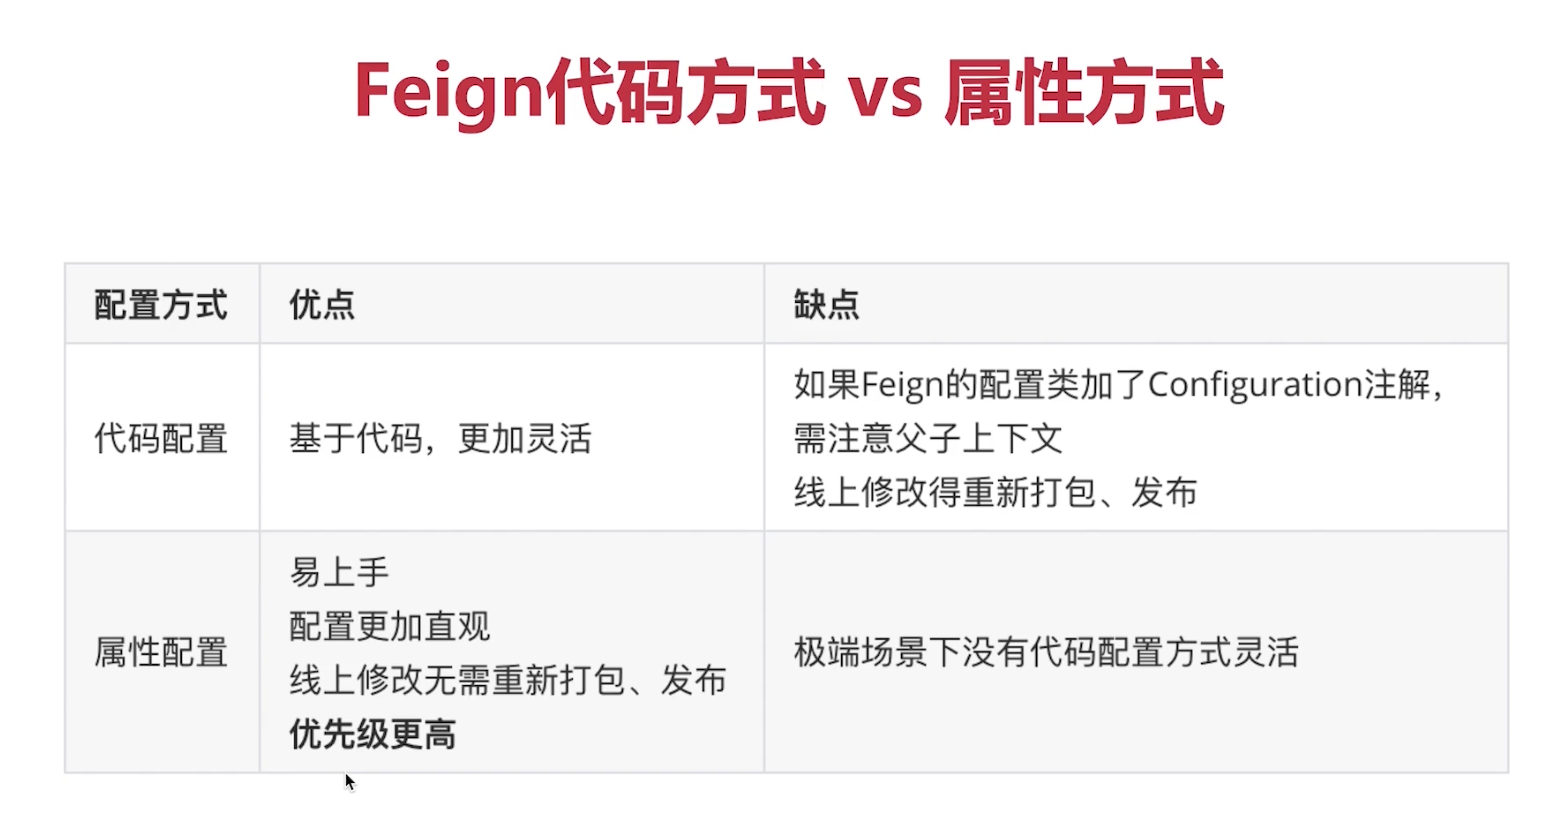 Feign代码方式 vs 属性方式
配置方式
优点
缺点
代码配置
基于代码，更加灵活
如果Feign的配置类加了Configuration注解，
需注意父子上下文
线上修改得重新打包、发布
属性配置
易上手
配置更加直观
线上修改无需重新打包、发布
优先级更高
极端场景下没有代码配置方式灵活